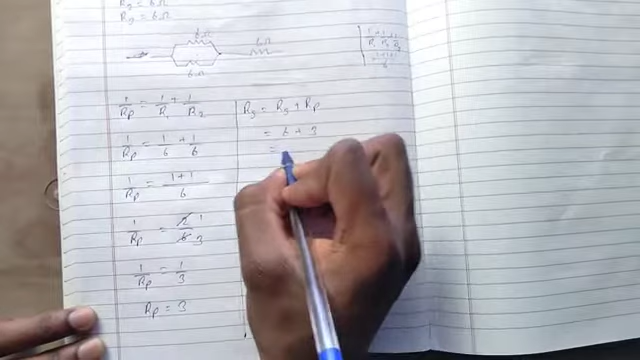 R₂ = 6Ω
R₃ = 6Ω
6Ω
6Ω
6Ω
1/Rp = 1/R₁ + 1/R₂
1/Rp = 1/6 + 1/6
1/Rp = 1+1/6
1/Rp = 2/6 1 3
1/Rp = 1/3
Rp = 3
Rs = Rs + Rp
= 6 + 3
=